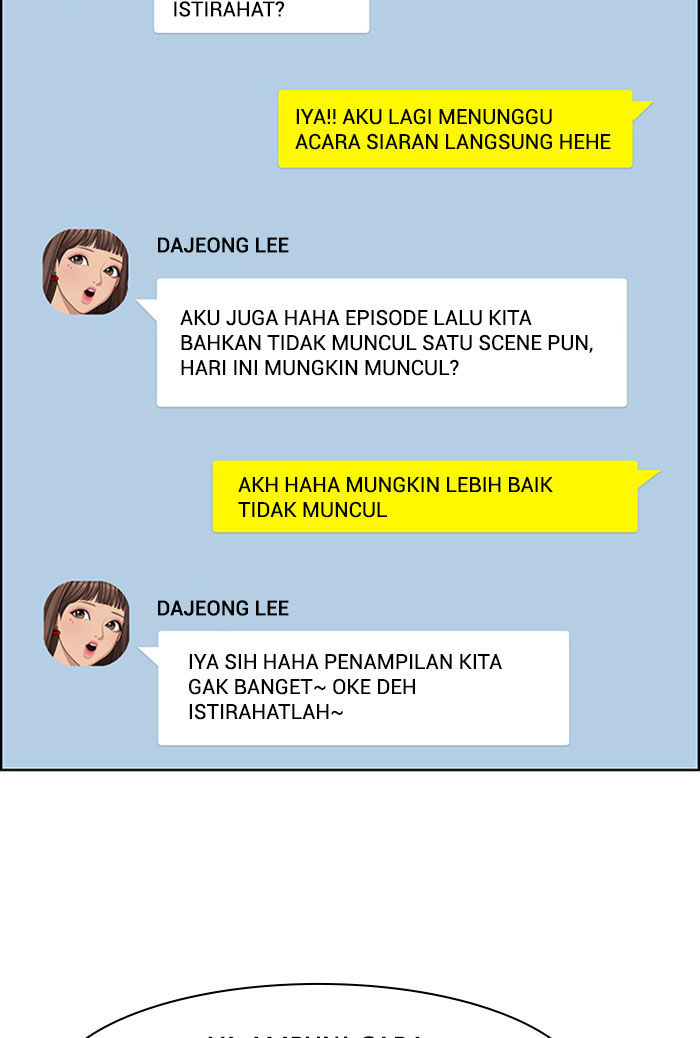 ISTIRAHAT?
IYA!! AKU LAGI MENUNGGU
ACARA SIARAN LANGSUNG HEHE
DAJEONG LEE
AKU JUGA HAHA EPISODE LALU KITA
BAHKAN TIDAK MUNCUL SATU SCENE PUN,
HARI INI MUNGKIN MUNCUL?
AKH HAHA MUNGKIN LEBIH BAIK
TIDAK MUNCUL
DAJEONG LEE
IYA SIH HAHA PENAMPILAN KITA
GAK BANGET~ OKE DEH
ISTIRAHATLAH~